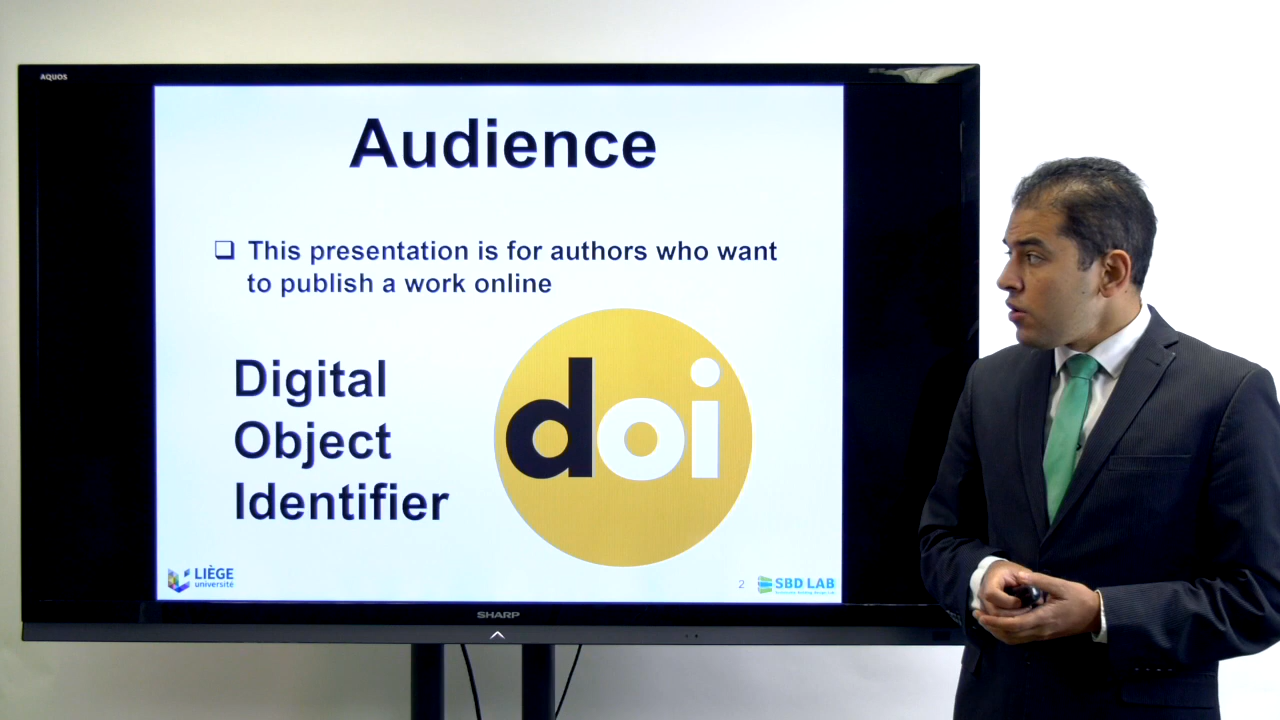 AQUOS
Audience
❑ This presentation is for authors who want
to publish a work online
Digital
Object
Identifier
doi
LIÈGE
université
2
SBD LAB
SHARP